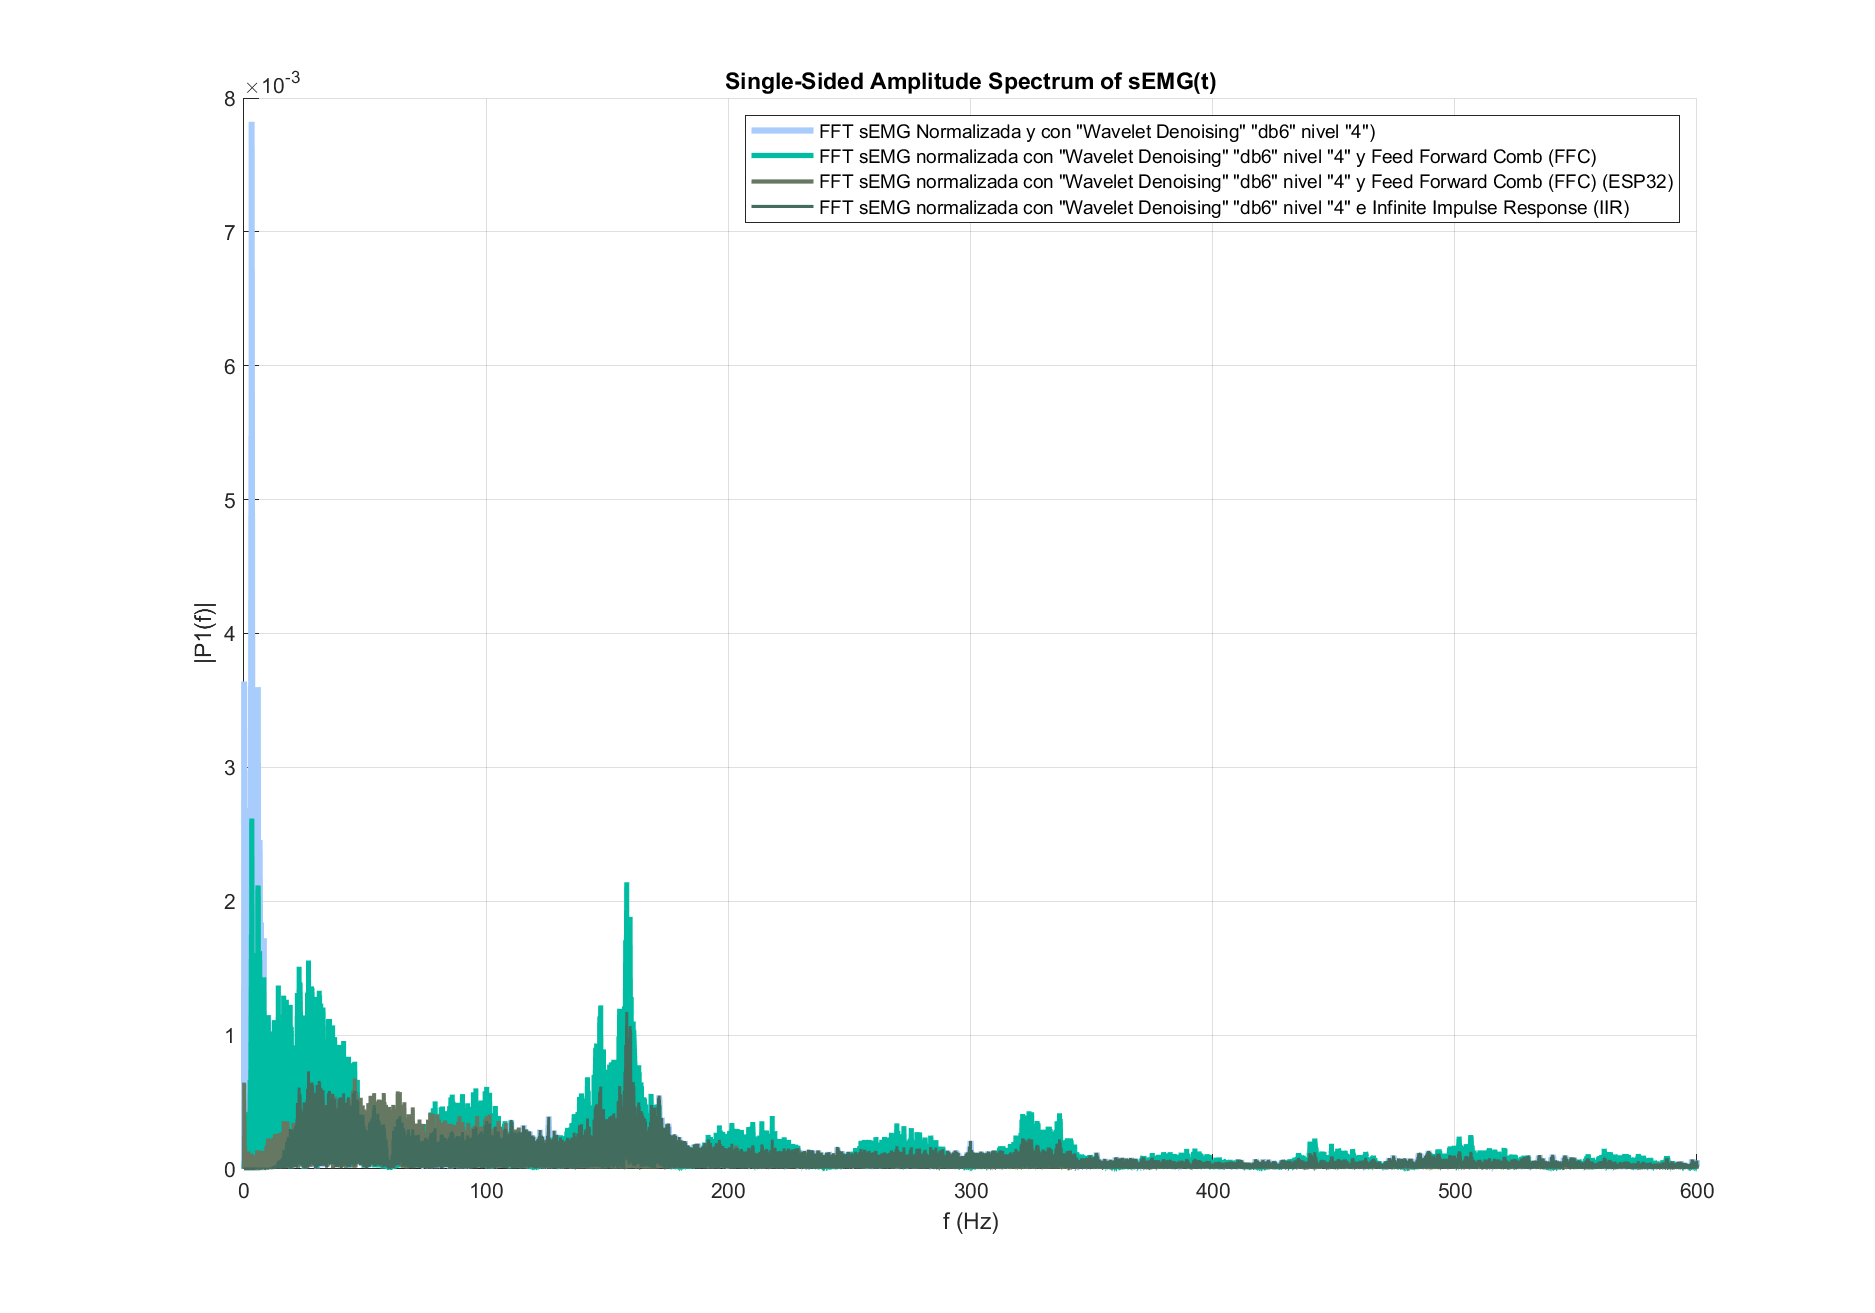 Single-Sided Amplitude Spectrum of sEMG(t)
×10-3
FFT sEMG Normalizada y con "Wavelet Denoising" "db6" nivel "4")
FFT sEMG normalizada con "Wavelet Denoising" "db6" nivel "4" y Feed Forward Comb (FFC)
FFT sEMG normalizada con "Wavelet Denoising" "db6" nivel "4" y Feed Forward Comb (FFC) (ESP32)
FFT sEMG normalizada con "Wavelet Denoising" "db6" nivel "4" e Infinite Impulse Response (IIR)
8
7
6
5
4
3
2
1
0
|P1(f)|
0 100 200 300 400 500 600
f (Hz)